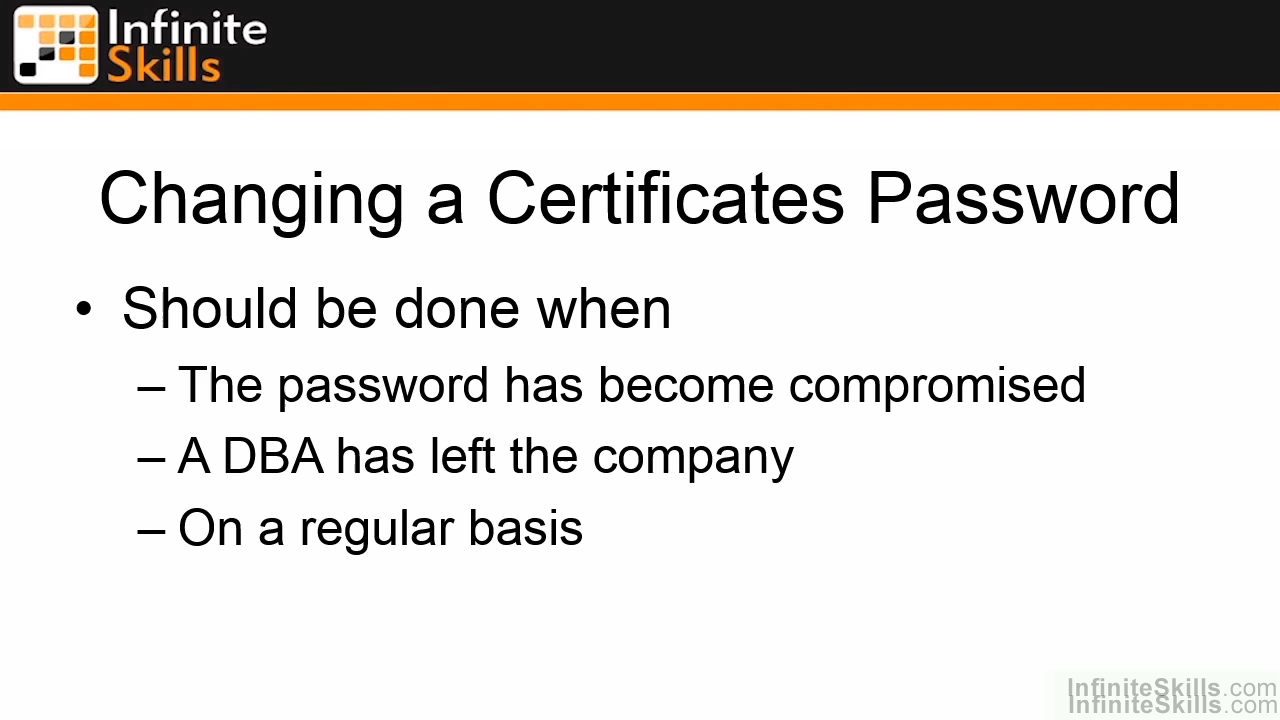 Infinite
Skills
Changing a Certificates Password
• Should be done when
– The password has become compromised
– A DBA has left the company
– On a regular basis
InfiniteSkills.com
InfiniteSkills.com